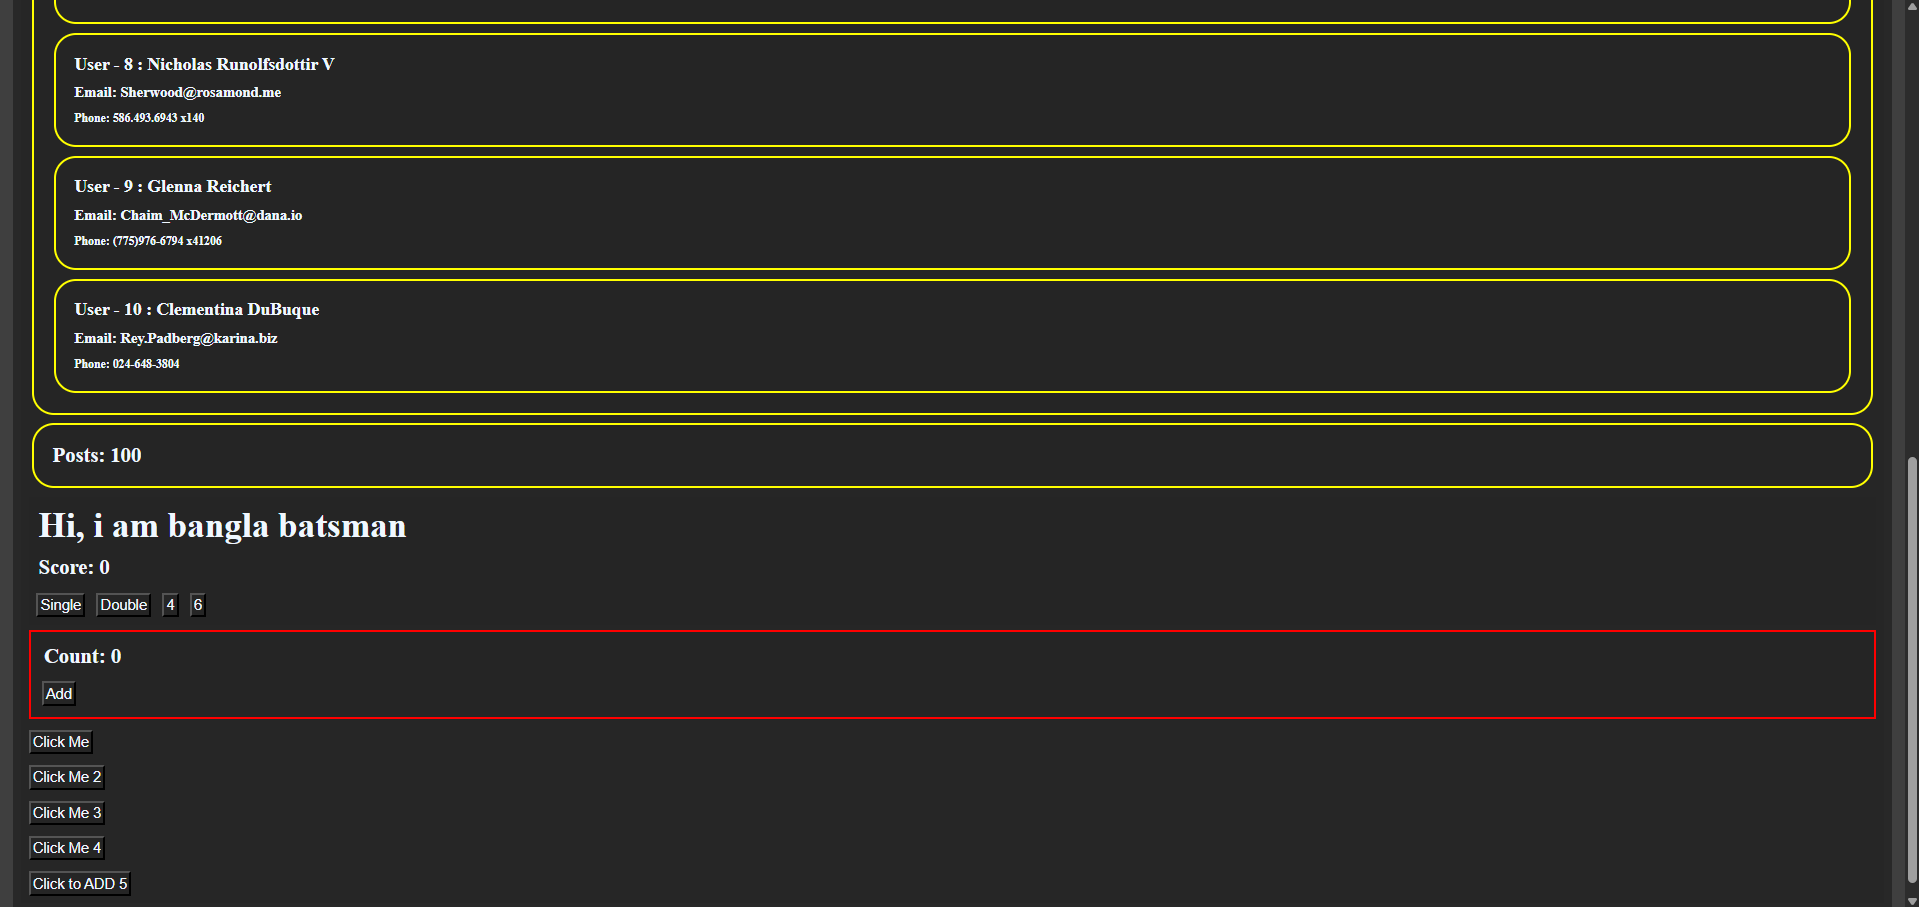 User - 8 : Nicholas Runolfsdottir V
Email: Sherwood@rosamond.me
Phone: 586.493.6943 x140
User - 9 : Glenna Reichert
Email: Chaim_McDermott@dana.io
Phone: (775)976-6794 x41206
User - 10 : Clementina DuBuque
Email: Rey.Padberg@karina.biz
Phone: 024-648-3804
Posts: 100
Hi, i am bangla batsman
Score: 0
Single Double 4 6
Count: 0
Add
Click Me
Click Me 2
Click Me 3
Click Me 4
Click to ADD 5